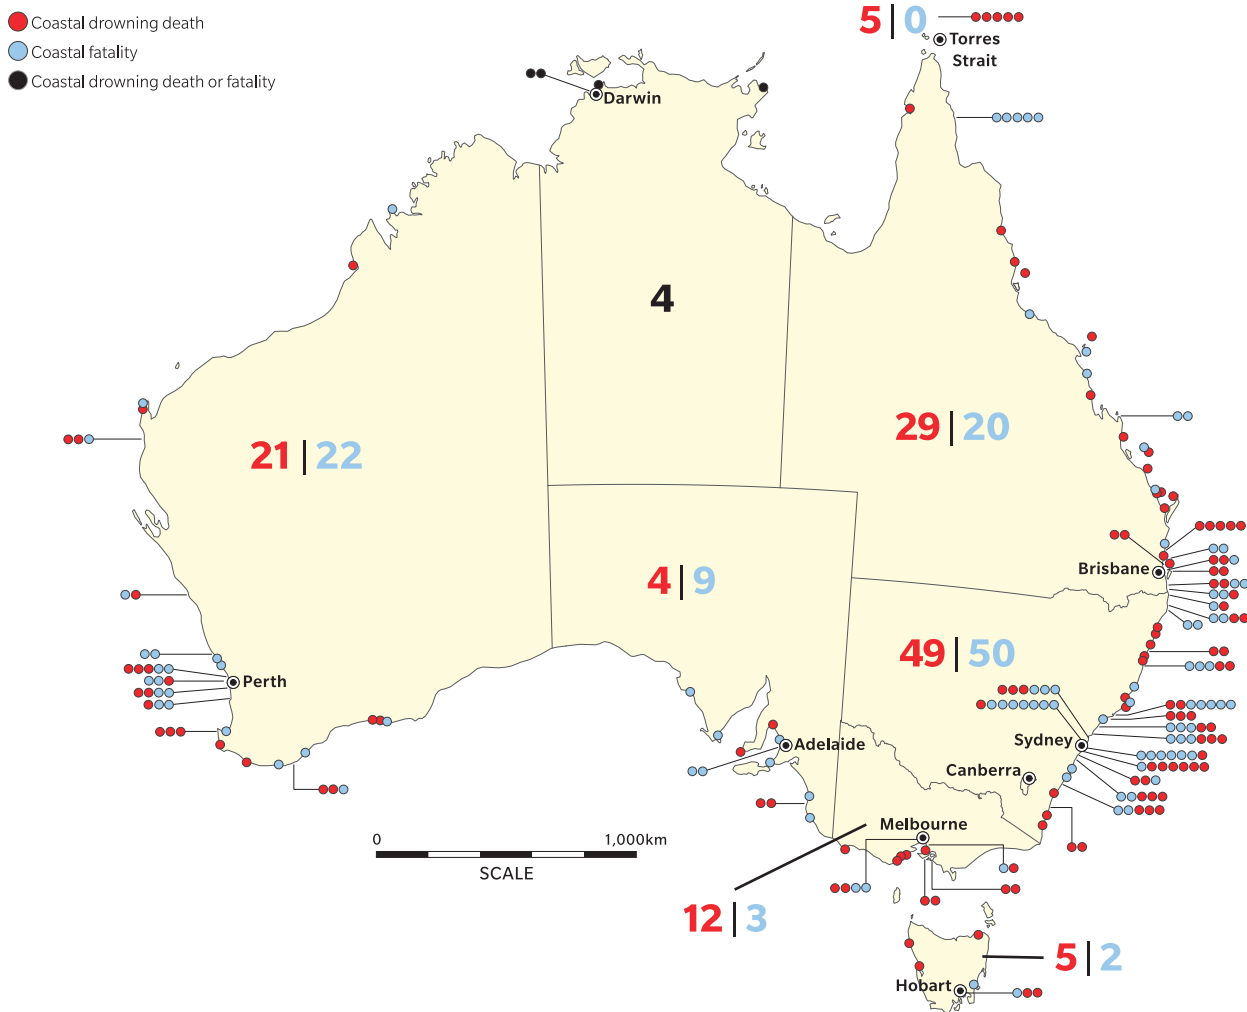 Coastal drowning death
Coastal fatality
Coastal drowning death or fatality
5 | 0
Torres
Strait
Darwin
4
29 | 20
21 | 22
4 | 9
Brisbane
49 | 50
Perth
Adelaide
Sydney
Canberra
Melbourne
0 1,000km
SCALE
12 | 3
5 | 2
Hobart